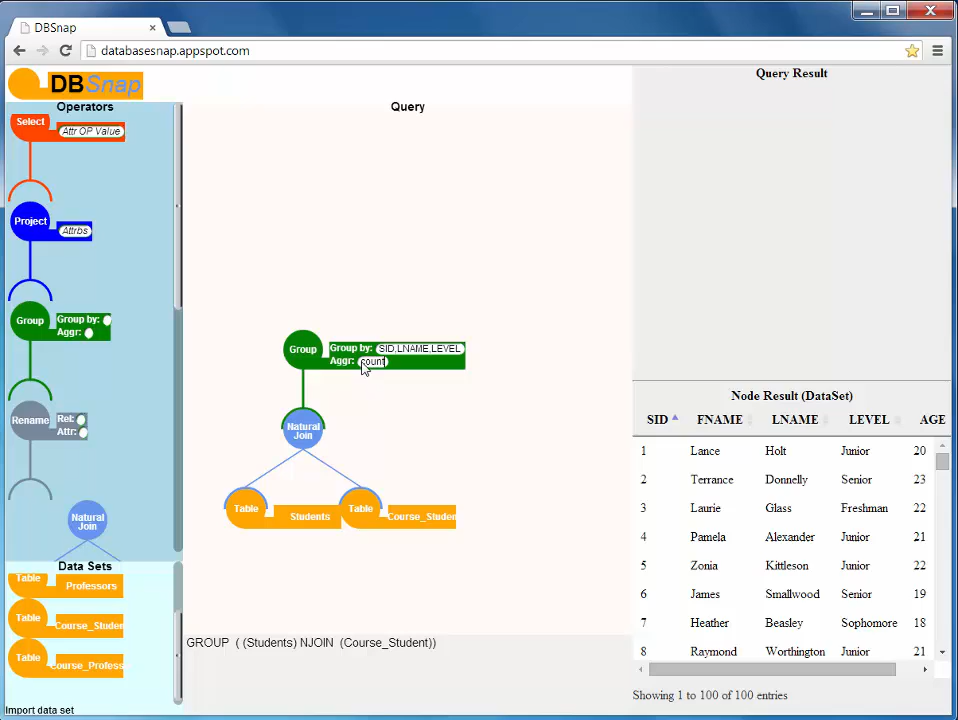 DBSnap
databasesnap.appspot.com
DBSnap
Operators
Select
Attr OP Value
Project
Attrbs
Group
Group by:
Aggr:
Rename
Rel:
Attr:
Natural
Join
Data Sets
Table
Professors
Table
Course_Studen
Table
Course_Profess
Import data set
Query
Group
Group by: SID,LNAME,LEVEL
Aggr: count
Natural
Join
Table
Students
Table
Course_Studen
GROUP ( (Students) NJOIN (Course_Student))
Query Result
Node Result (DataSet)
SID FNAME LNAME LEVEL AGE
1 Lance Holt Junior 20
2 Terrance Donnelly Senior 23
3 Laurie Glass Freshman 22
4 Pamela Alexander Junior 21
5 Zonia Kittleson Junior 22
6 James Smallwood Senior 19
7 Heather Beasley Sophomore 18
8 Raymond Worthington Junior 21
Showing 1 to 100 of 100 entries